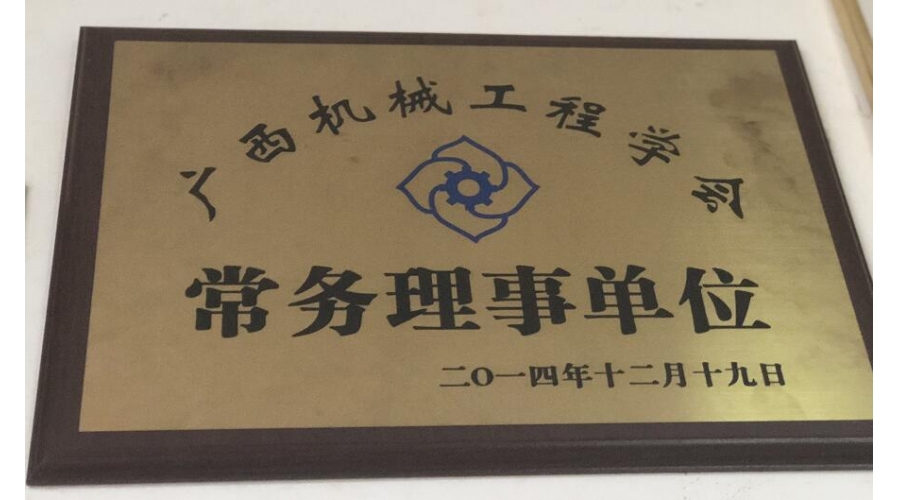 广西机械工程学会
常务理事单位
二〇一四年十二月十九日